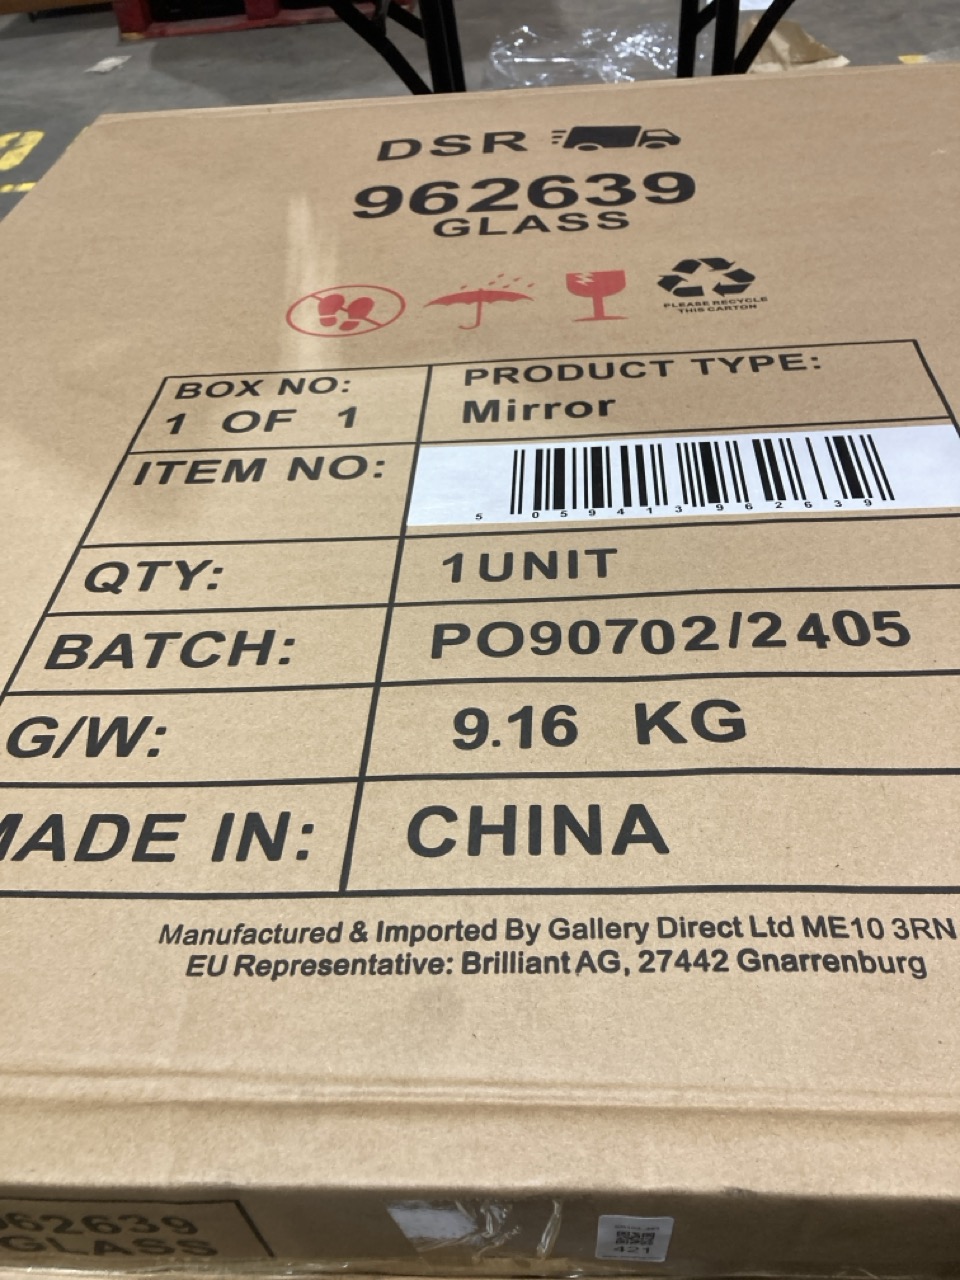 DSR
962639
GLASS
PLEASE RECYCLE
THIS CARTON
BOX NO:
1 OF 1
PRODUCT TYPE:
Mirror
ITEM NO:
5 059413 962639
QTY:
1UNIT
BATCH:
PO90702/2405
G/W:
9.16 KG
MADE IN:
CHINA
Manufactured & Imported By Gallery Direct Ltd ME10 3RN
EU Representative: Brilliant AG, 27442 Gnarrenburg
962639
GLASS
421